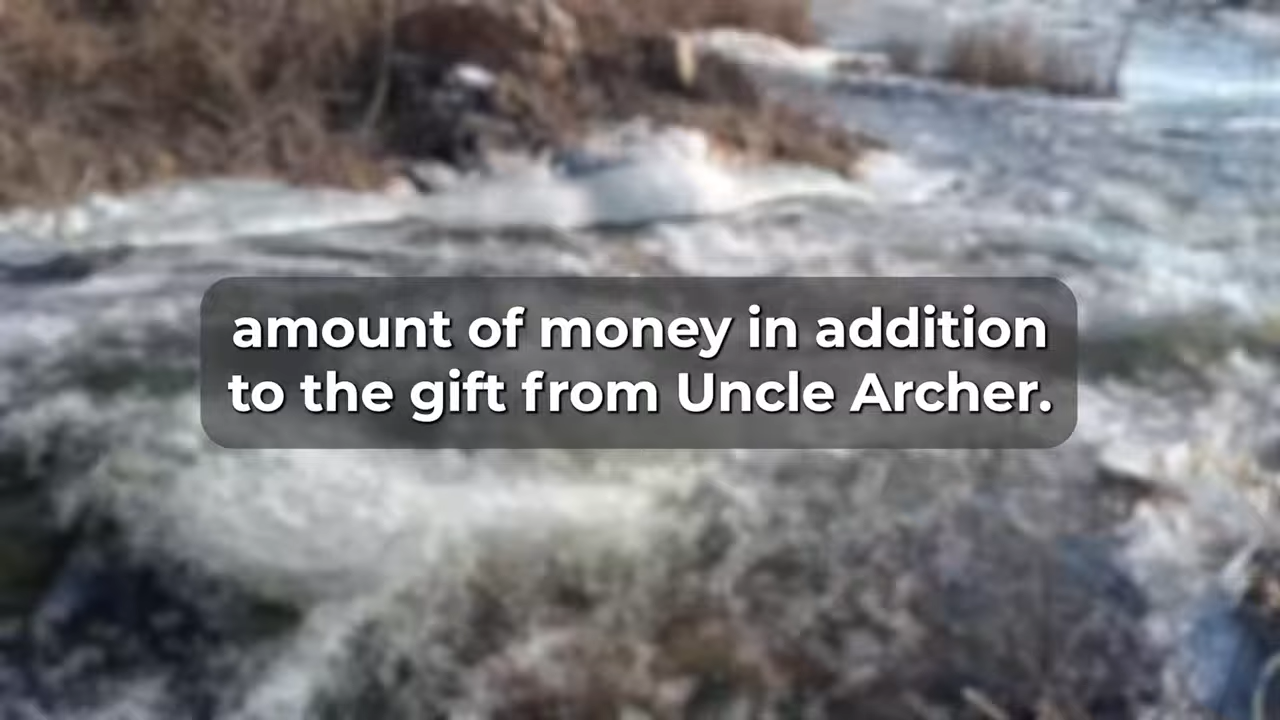 amount of money in addition
to the gift from Uncle Archer.